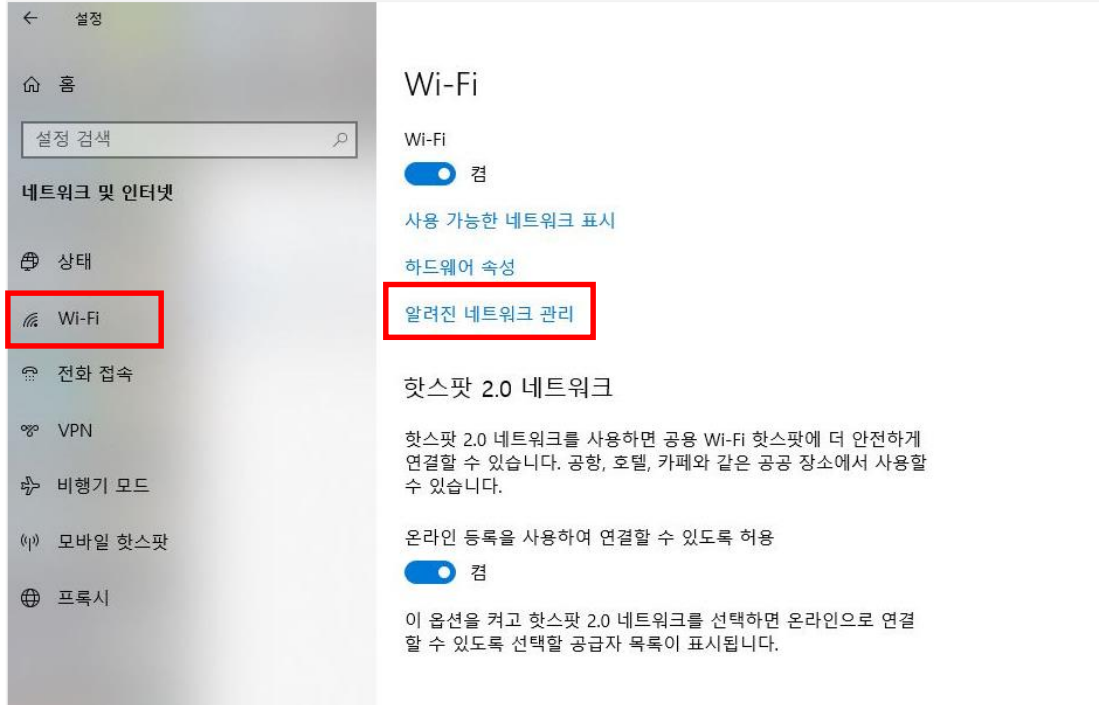 설정
홈
설정 검색
네트워크 및 인터넷
상태
Wi-Fi
전화 접속
VPN
비행기 모드
모바일 핫스팟
프록시
Wi-Fi
Wi-Fi
켬
사용 가능한 네트워크 표시
하드웨어 속성
알려진 네트워크 관리
핫스팟 2.0 네트워크
핫스팟 2.0 네트워크를 사용하면 공용 Wi-Fi 핫스팟에 더 안전하게
연결할 수 있습니다. 공항, 호텔, 카페와 같은 공공 장소에서 사용할
수 있습니다.
온라인 등록을 사용하여 연결할 수 있도록 허용
켬
이 옵션을 켜고 핫스팟 2.0 네트워크를 선택하면 온라인으로 연결
할 수 있도록 선택할 공급자 목록이 표시됩니다.